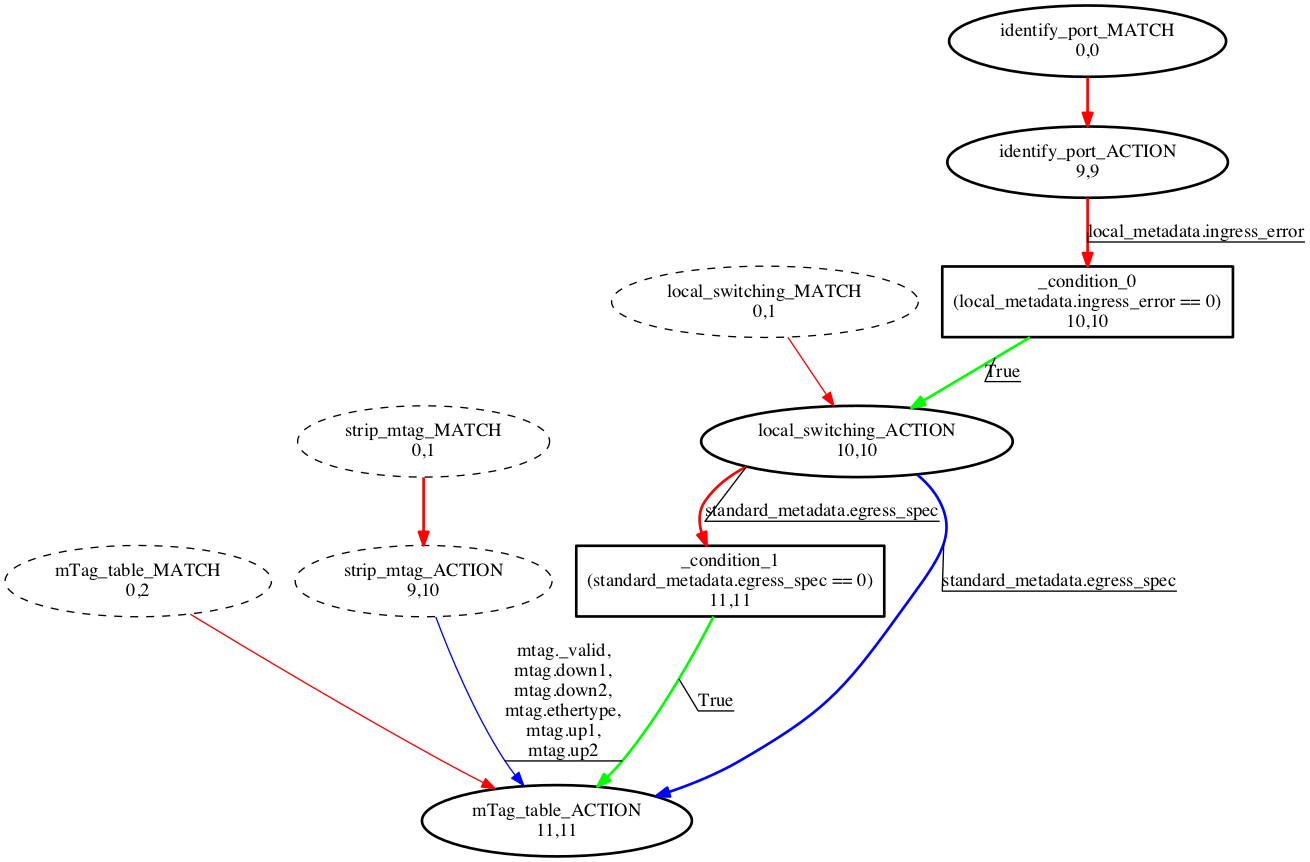 identify_port_MATCH
0,0
identify_port_ACTION
9,9
local_metadata.ingress_error
local_switching_MATCH
0,1
_condition_0
(local_metadata.ingress_error == 0)
10,10
True
strip_mtag_MATCH
0,1
local_switching_ACTION
10,10
standard_metadata.egress_spec
mTag_table_MATCH
0,2
strip_mtag_ACTION
9,10
_condition_1
(standard_metadata.egress_spec == 0)
11,11
standard_metadata.egress_spec
mtag._valid,
mtag.down1,
mtag.down2,
mtag.ethertype,
mtag.up1,
mtag.up2
True
mTag_table_ACTION
11,11